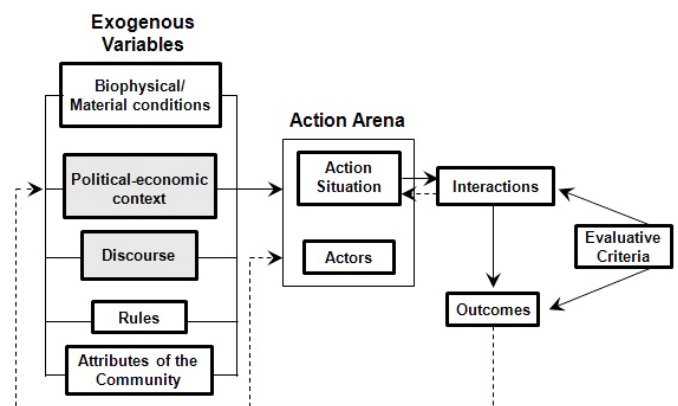 Exogenous
Variables
Biophysical/
Material conditions
Political-economic
context
Discourse
Rules
Attributes of the
Community
Action Arena
Action
Situation
Actors
Interactions
Outcomes
Evaluative
Criteria